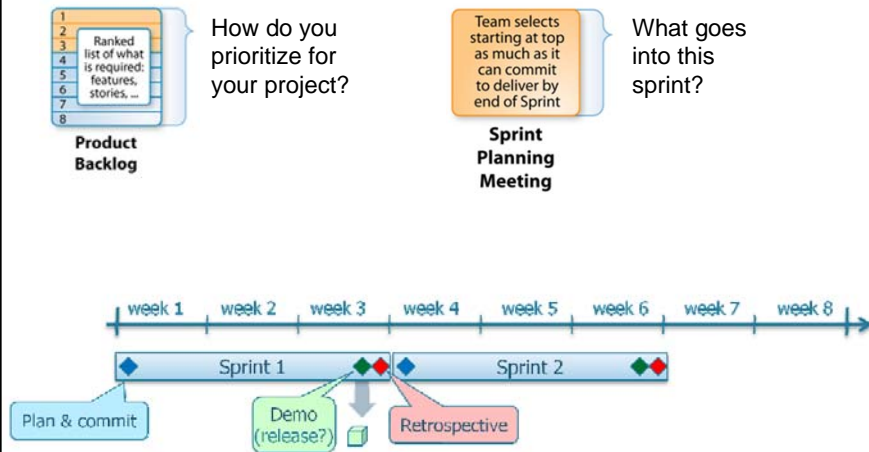 1
2
3
4
5
6
7
8
Ranked
list of what
is required:
features,
stories, ...
Product
Backlog
How do you
prioritize for
your project?
Team selects
starting at top
as much as it
can commit
to deliver by
end of Sprint
Sprint
Planning
Meeting
What goes
into this
sprint?
week 1 week 2 week 3 week 4 week 5 week 6 week 7 week 8
Sprint 1 Sprint 2
Plan & commit
Demo
(release?)
Retrospective